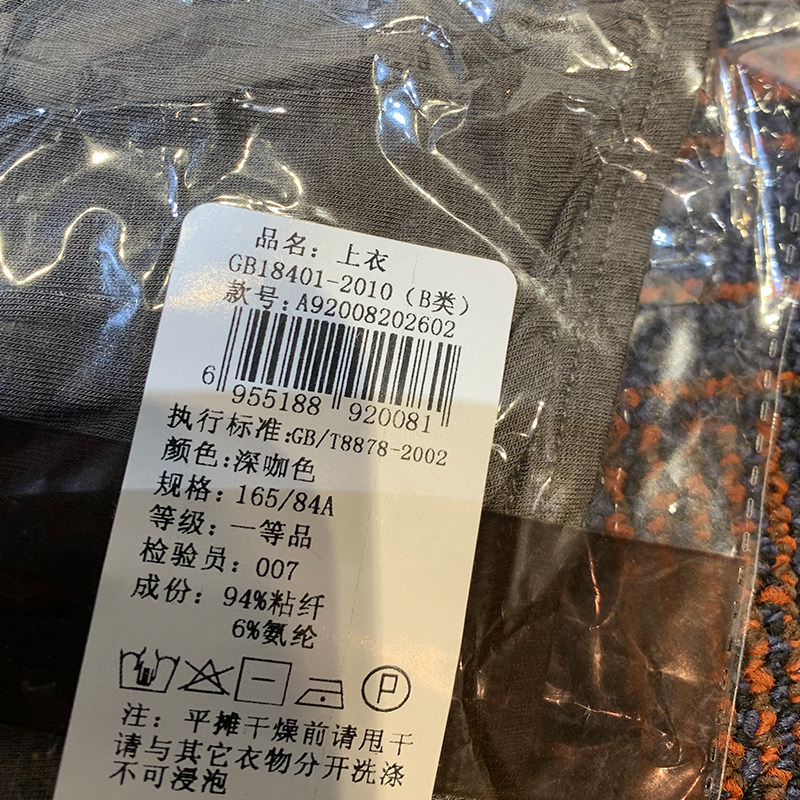 品名：上衣
GB18401-2010（B类）
款号:A92008202602
6 955188 920081
执行标准:GB/T8878-2002
颜色:深咖色
规格:165/84A
等级:一等品
检验员:007
成份:94%粘纤
6%氨纶
P
注：平摊干燥前请甩干
请与其它衣物分开洗涤
不可浸泡